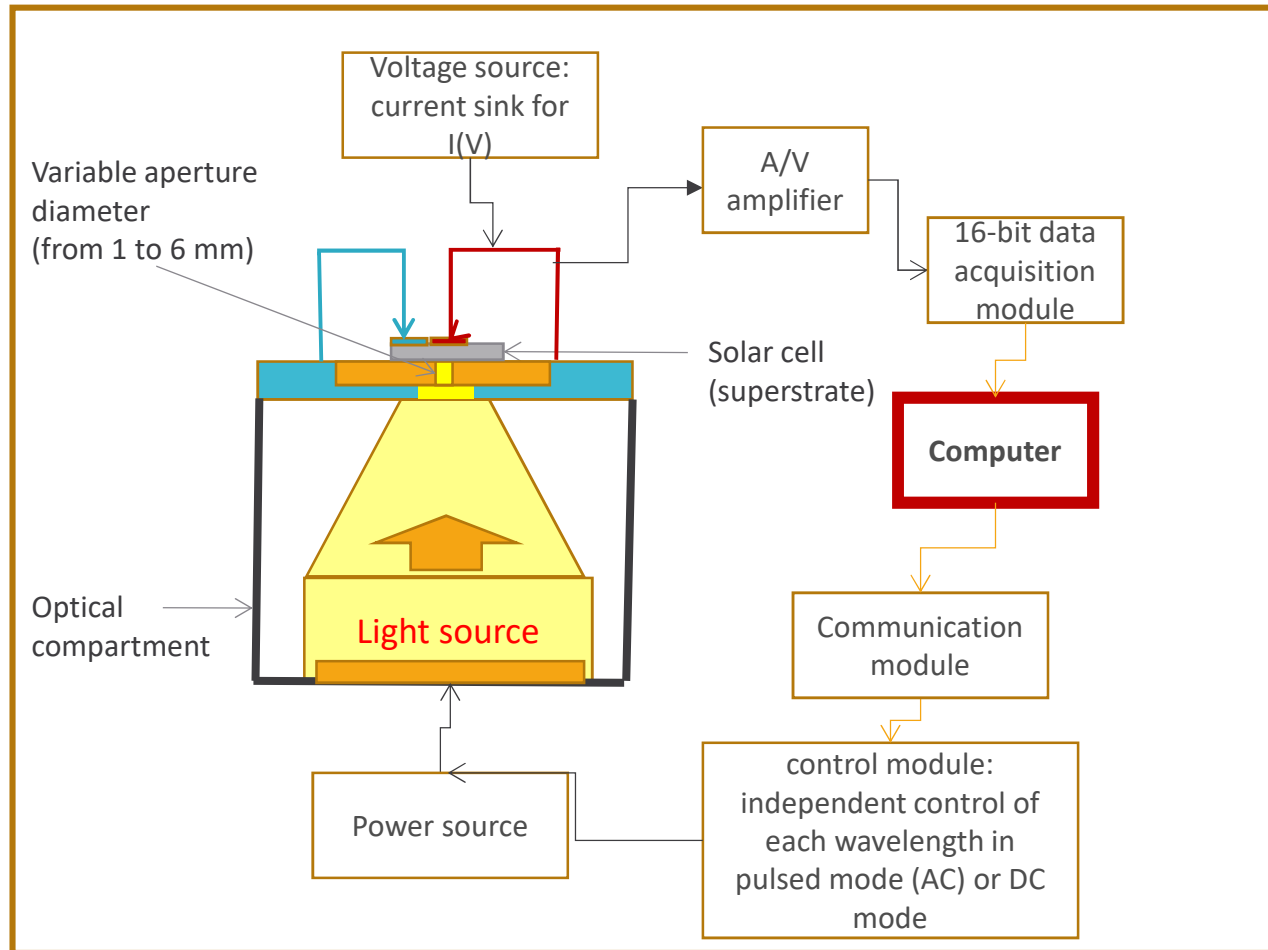 Voltage source:
current sink for
I(V)
Variable aperture
diameter
(from 1 to 6 mm)
A/V
amplifier
16-bit data
acquisition
module
Solar cell
(superstrate)
Computer
Optical
compartment
Light source
Communication
module
Power source
control module:
independent control of
each wavelength in
pulsed mode (AC) or DC
mode